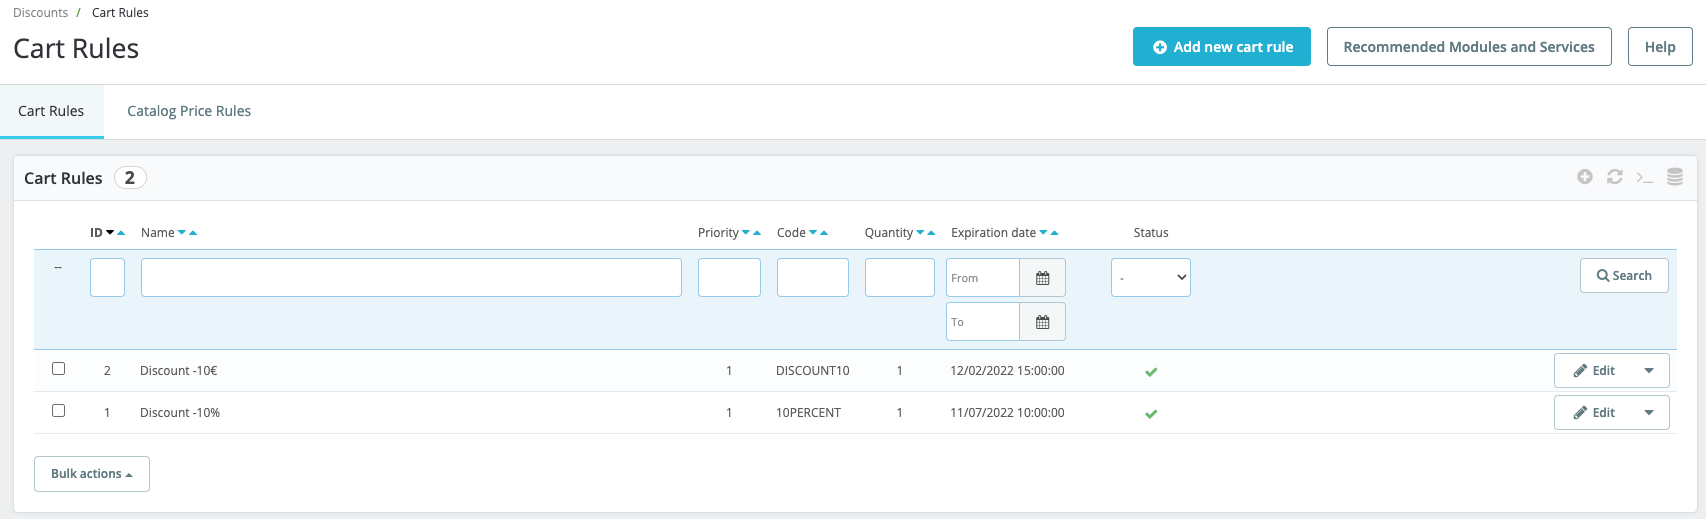 Discounts / Cart Rules
Cart Rules
Add new cart rule
Recommended Modules and Services
Help
Cart Rules
Catalog Price Rules
Cart Rules 2
ID Name Priority Code Quantity Expiration date Status
-- From - Search
To
2 Discount -10€ 1 DISCOUNT10 1 12/02/2022 15:00:00 Edit
1 Discount -10% 1 10PERCENT 1 11/07/2022 10:00:00 Edit
Bulk actions